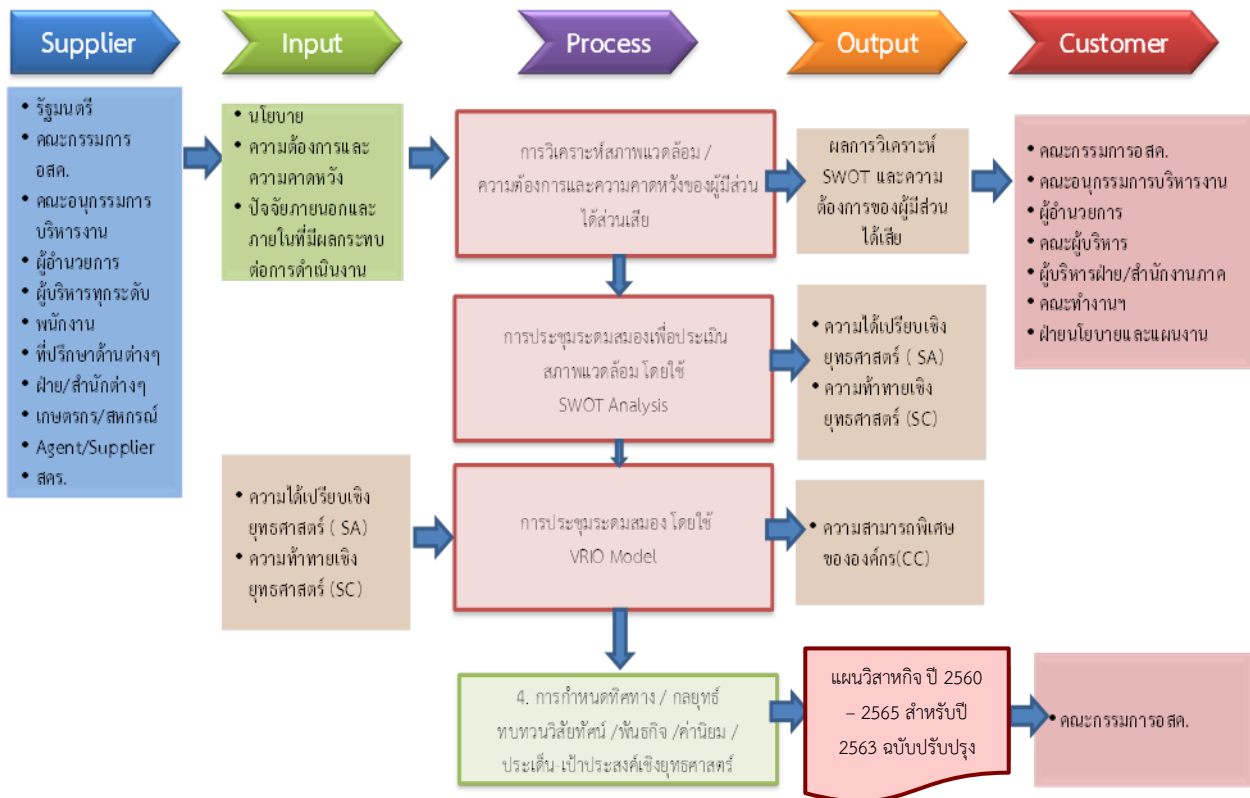 Supplier
Input
Process
Output
Customer
• รัฐมนตรี
• คณะกรรมการ
อสค.
• คณะอนุกรรมการ
บริหารงาน
• ผู้อำนวยการ
• ผู้บริหารทุกระดับ
• พนักงาน
• ที่ปรึกษาด้านต่างๆ
• ฝ่าย/สำนักต่างๆ
• เกษตรกร/สหกรณ์
• Agent/Supplier
• สคร.
• นโยบาย
• ความต้องการและ
ความคาดหวัง
• ปัจจัยภายนอกและ
ภายในที่มีผลกระทบ
ต่อการดำเนินงาน
การวิเคราะห์สภาพแวดล้อม /
ความต้องการและความคาดหวังของผู้มีส่วน
ได้ส่วนเสีย
ผลการวิเคราะห์
SWOT และความ
ต้องการของผู้มีส่วน
ได้เสีย
• คณะกรรมการอสค.
• คณะอนุกรรมการบริหารงาน
• ผู้อำนวยการ
• คณะผู้บริหาร
• ผู้บริหารฝ่าย/สำนักงานภาค
• คณะทำงานฯ
• ฝ่ายนโยบายและแผนงาน
การประชุมระดมสมองเพื่อประเมิน
สภาพแวดล้อม โดยใช้
SWOT Analysis
• ความได้เปรียบเชิง
ยุทธศาสตร์ ( SA)
• ความท้าทายเชิง
ยุทธศาสตร์ (SC)
• ความได้เปรียบเชิง
ยุทธศาสตร์ ( SA)
• ความท้าทายเชิง
ยุทธศาสตร์ (SC)
การประชุมระดมสมอง โดยใช้
VRIO Model
• ความสามารถพิเศษ
ขององค์กร(CC)
4. การกำหนดทิศทาง / กลยุทธ์
ทบทวนวิสัยทัศน์ /พันธกิจ /ค่านิยม /
ประเด็น-เป้าประสงค์เชิงยุทธศาสตร์
แผนวิสาหกิจ ปี 2560
– 2565 สำหรับปี
2563 ฉบับปรับปรุง
• คณะกรรมการอสค.